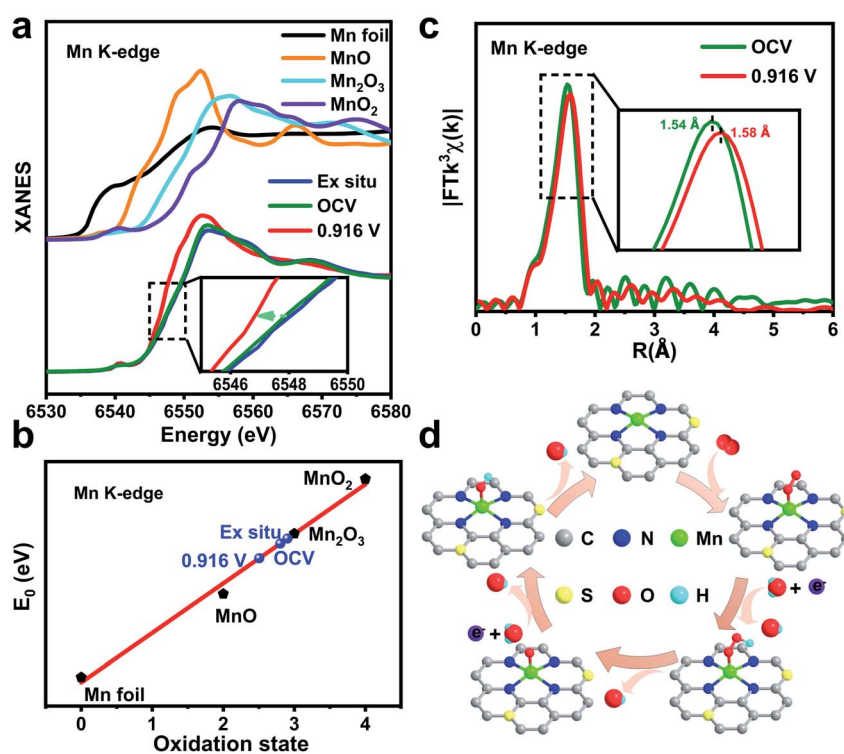 a
Mn K-edge
Mn foil
MnO
Mn₂O₃
MnO₂
XANES
Ex situ
OCV
0.916 V
6546 6548 6550
6530 6540 6550 6560 6570 6580
Energy (eV)
b
Mn K-edge
MnO₂
Ex situ
Mn₂O₃
0.916 V
OCV
MnO
Mn foil
E₀ (eV)
0 1 2 3 4
Oxidation state
c
Mn K-edge
OCV
0.916 V
1.54 Å
1.58 Å
|FTk³χ(k)|
0 1 2 3 4 5 6
R(Å)
d
C N Mn
S O H
+ e⁻
e⁻ +